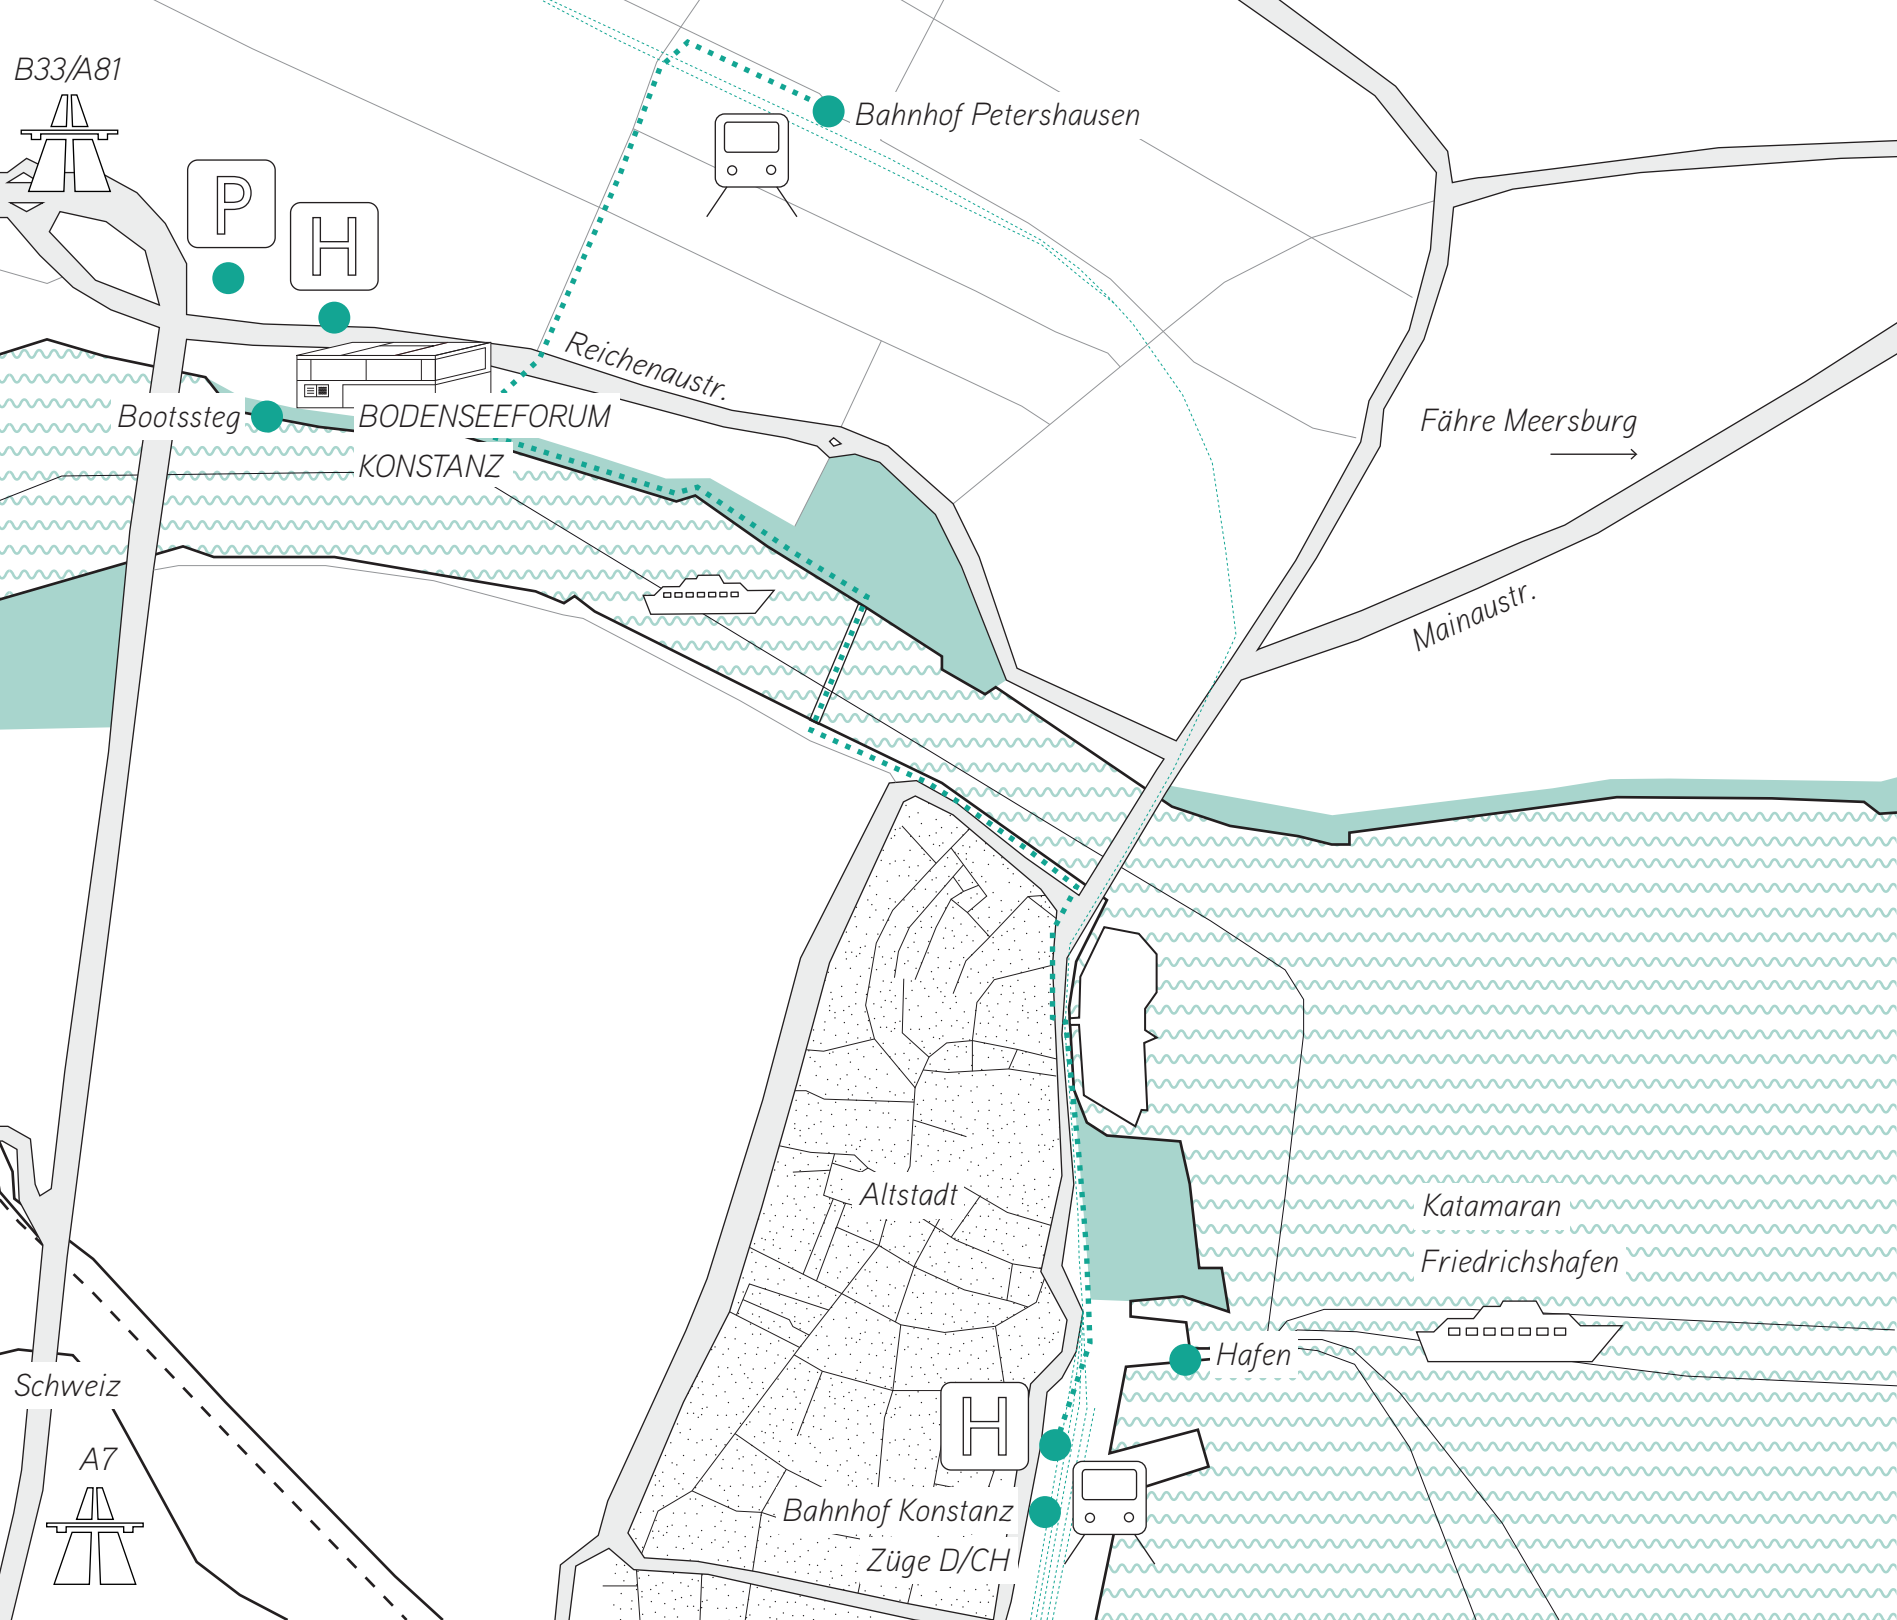 B33/A81
P
H
Bahnhof Petershausen
Reichenaustr.
Bootssteg
BODENSEEFORUM
KONSTANZ
Fähre Meersburg
Mainaustr.
Altstadt
Katamaran
Friedrichshafen
Hafen
Schweiz
A7
H
Bahnhof Konstanz
Züge D/CH